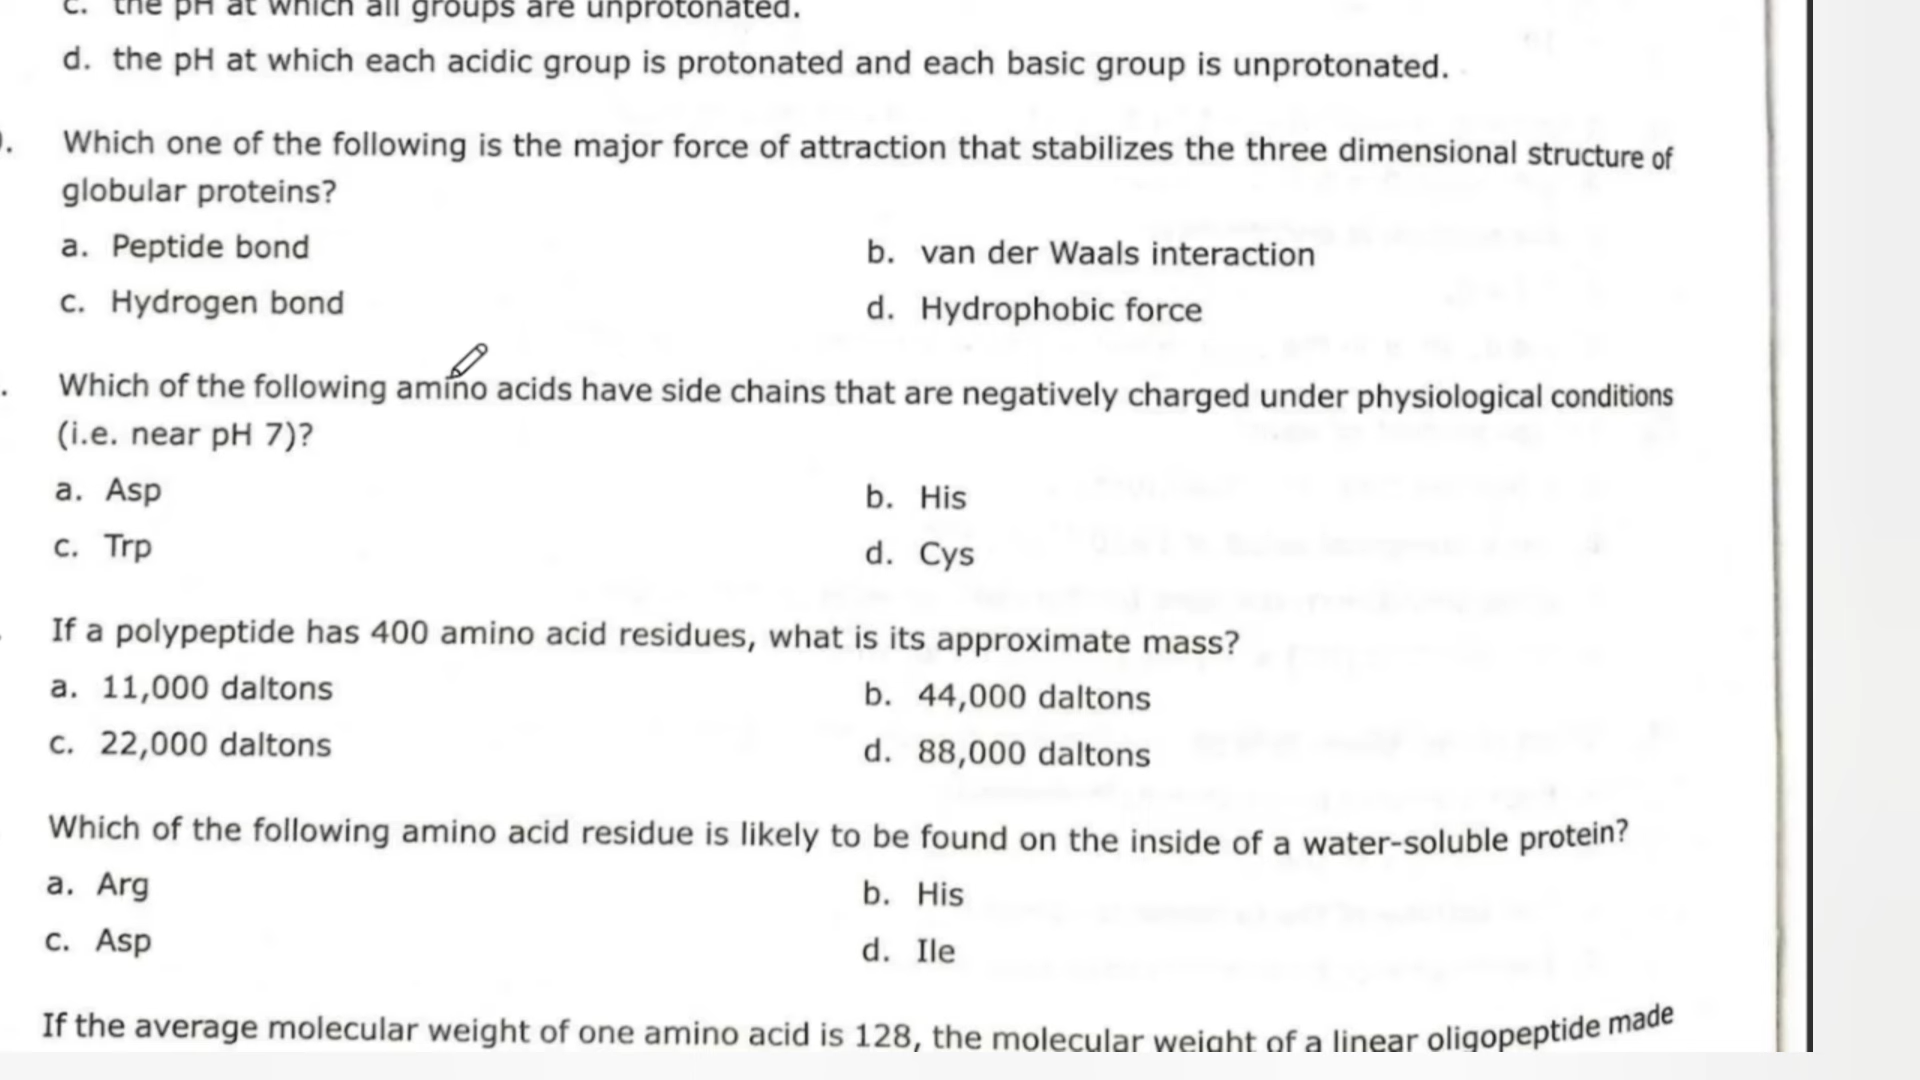 c. the pH at which all groups are unprotonated.
d. the pH at which each acidic group is protonated and each basic group is unprotonated.
Which one of the following is the major force of attraction that stabilizes the three dimensional structure of
globular proteins?
a. Peptide bond
b. van der Waals interaction
c. Hydrogen bond
d. Hydrophobic force
Which of the following amino acids have side chains that are negatively charged under physiological conditions
(i.e. near pH 7)?
a. Asp
b. His
c. Trp
d. Cys
If a polypeptide has 400 amino acid residues, what is its approximate mass?
a. 11,000 daltons
b. 44,000 daltons
c. 22,000 daltons
d. 88,000 daltons
Which of the following amino acid residue is likely to be found on the inside of a water-soluble protein?
a. Arg
b. His
c. Asp
d. Ile
If the average molecular weight of one amino acid is 128, the molecular weight of a linear oligopeptide made